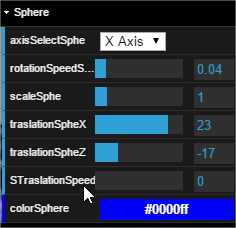 Sphere
axisSelectSphe X Axis
rotationSpeedS... 0.04
scaleSphe 1
traslationSpheX 23
traslationSpheZ -17
STraslationSpeed 0
colorSphere #0000ff